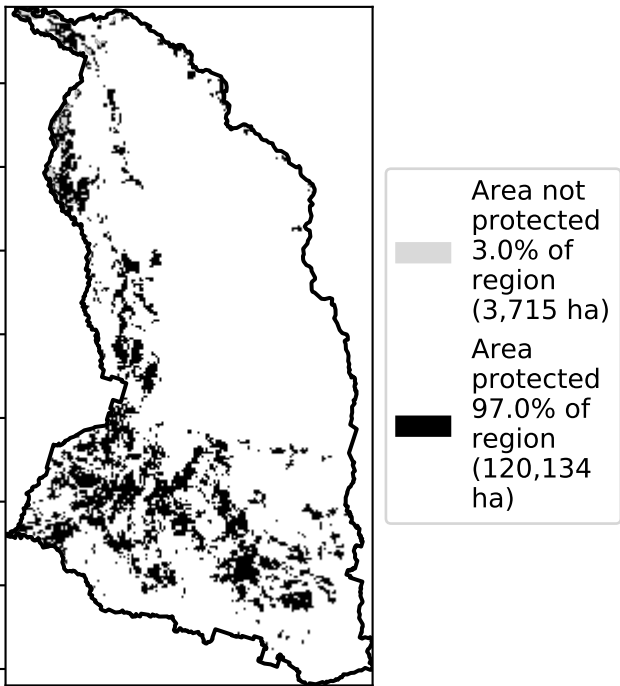 Area not
protected
3.0% of
region
(3,715 ha)
Area
protected
97.0% of
region
(120,134
ha)